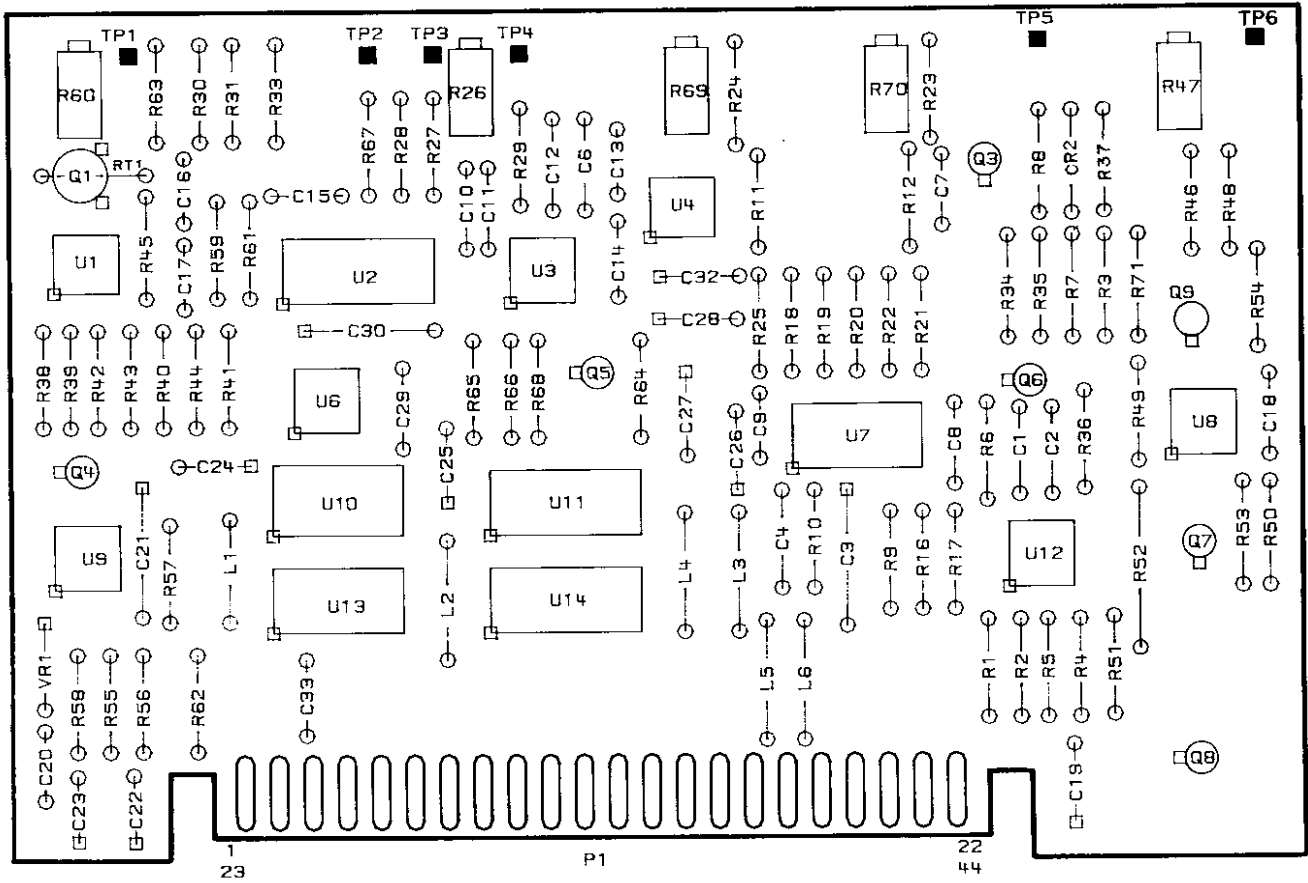 TP1 TP2 TP3 TP4 TP5 TP6
R60 R63 R30 R31 R33 R26 R69 R24 R70 R23 R47
R67 R28 R27 R29 C12 C6 C13 R8 CR2 R37
Q1 RT1 C16 C15 C10 C11 U4 R11 R12 C7 Q3 R46 R48
U1 R45 C17 R59 R61 U2 U3 C14 C32 R34 R35 R7 R3 R71 R54
C30 C28 R25 R18 R19 R20 R22 R21 Q9
R38 R39 R42 R43 R40 R44 R41 U6 C29 R65 R66 R68 Q5 R64 C27 C9 Q6 R49
C26 U7 C8 R6 C1 C2 R36 U8 C18
Q4 C24 C25
U10 U11
C21 R57 L1 U9 L2 L4 L3 C4 R10 C3 R9 R16 R17 U12 R52 Q7 R53 R50
U13 U14
VR1 R58 R55 R56 R62 C33 L5 L6 R1 R2 R5 R4 R51
C20 C23 C22 C19 Q8
1 P1 22
23 44